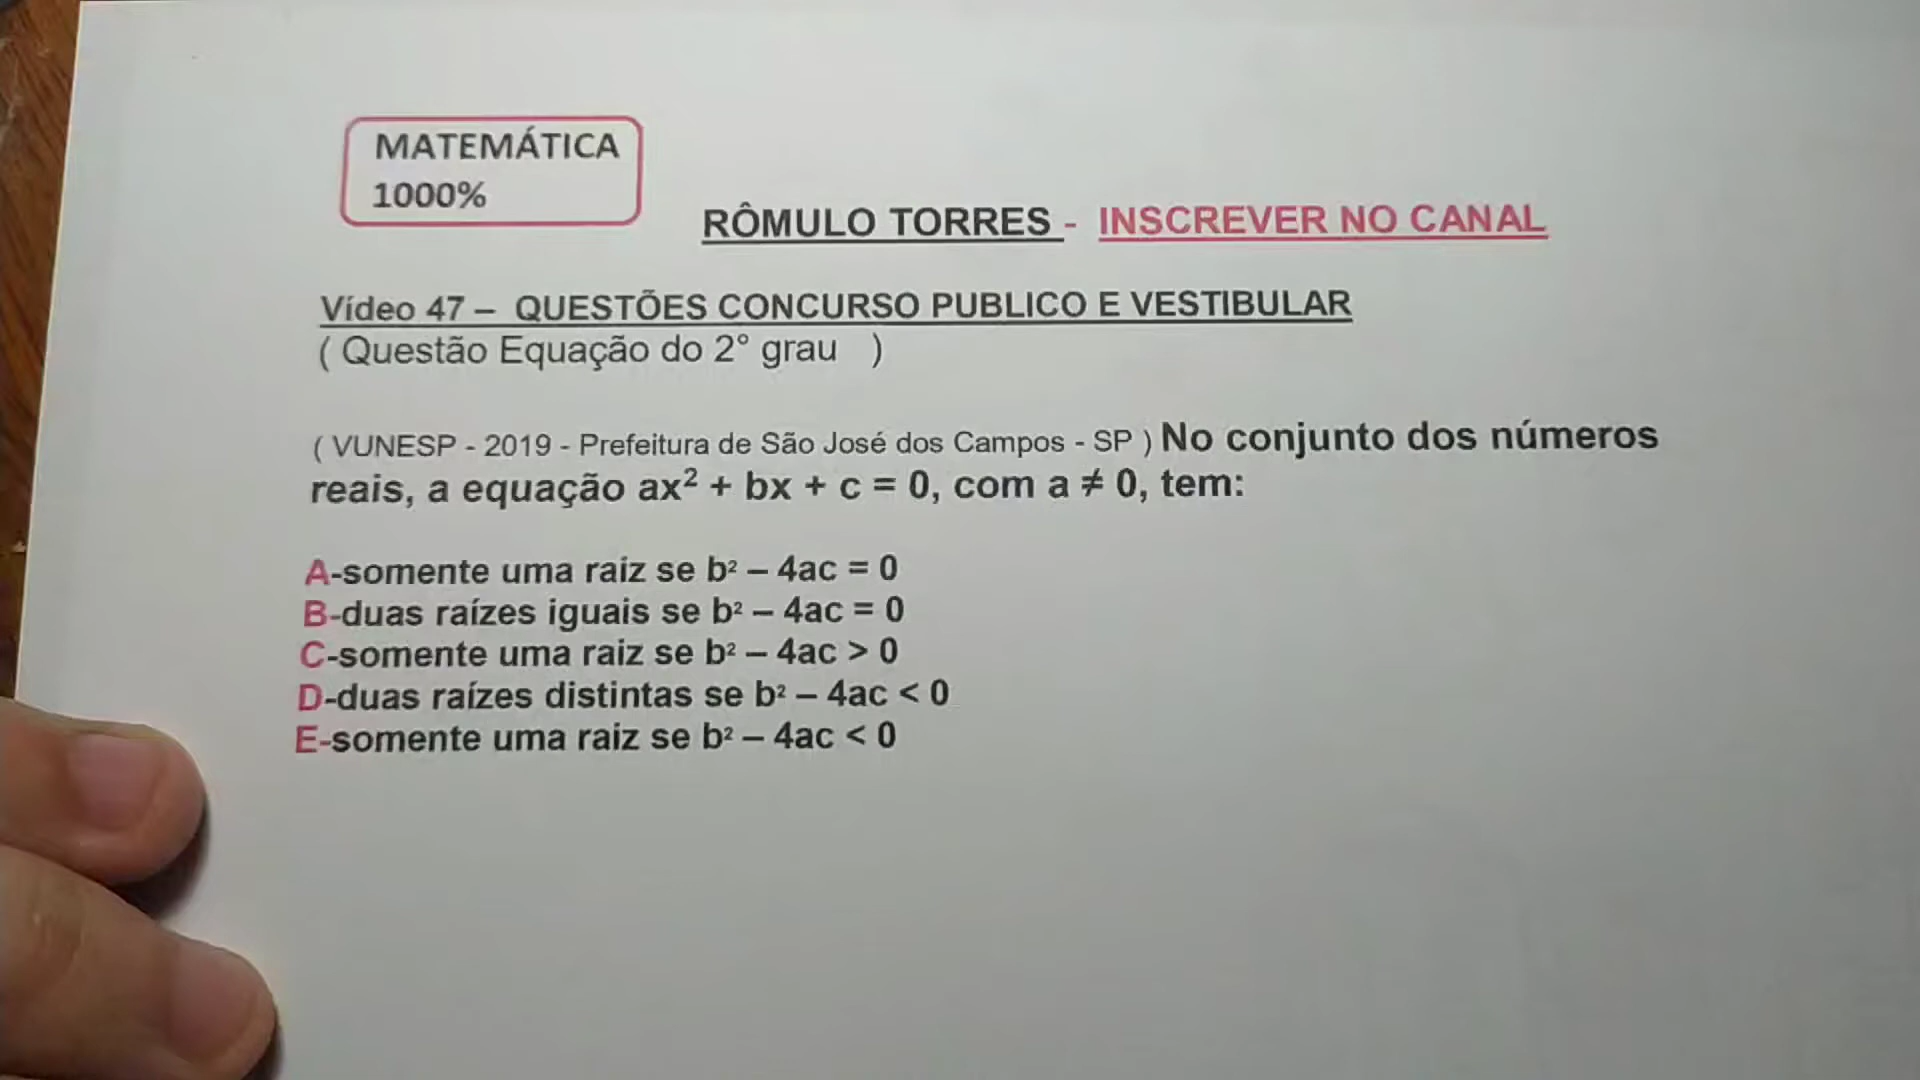 MATEMÁTICA
1000%
RÔMULO TORRES - INSCREVER NO CANAL
Vídeo 47 – QUESTÕES CONCURSO PUBLICO E VESTIBULAR
( Questão Equação do 2° grau )
( VUNESP - 2019 - Prefeitura de São José dos Campos - SP ) No conjunto dos números
reais, a equação ax² + bx + c = 0, com a ≠ 0, tem:
A-somente uma raiz se b² – 4ac = 0
B-duas raízes iguais se b² – 4ac = 0
C-somente uma raiz se b² – 4ac > 0
D-duas raízes distintas se b² – 4ac < 0
E-somente uma raiz se b² – 4ac < 0